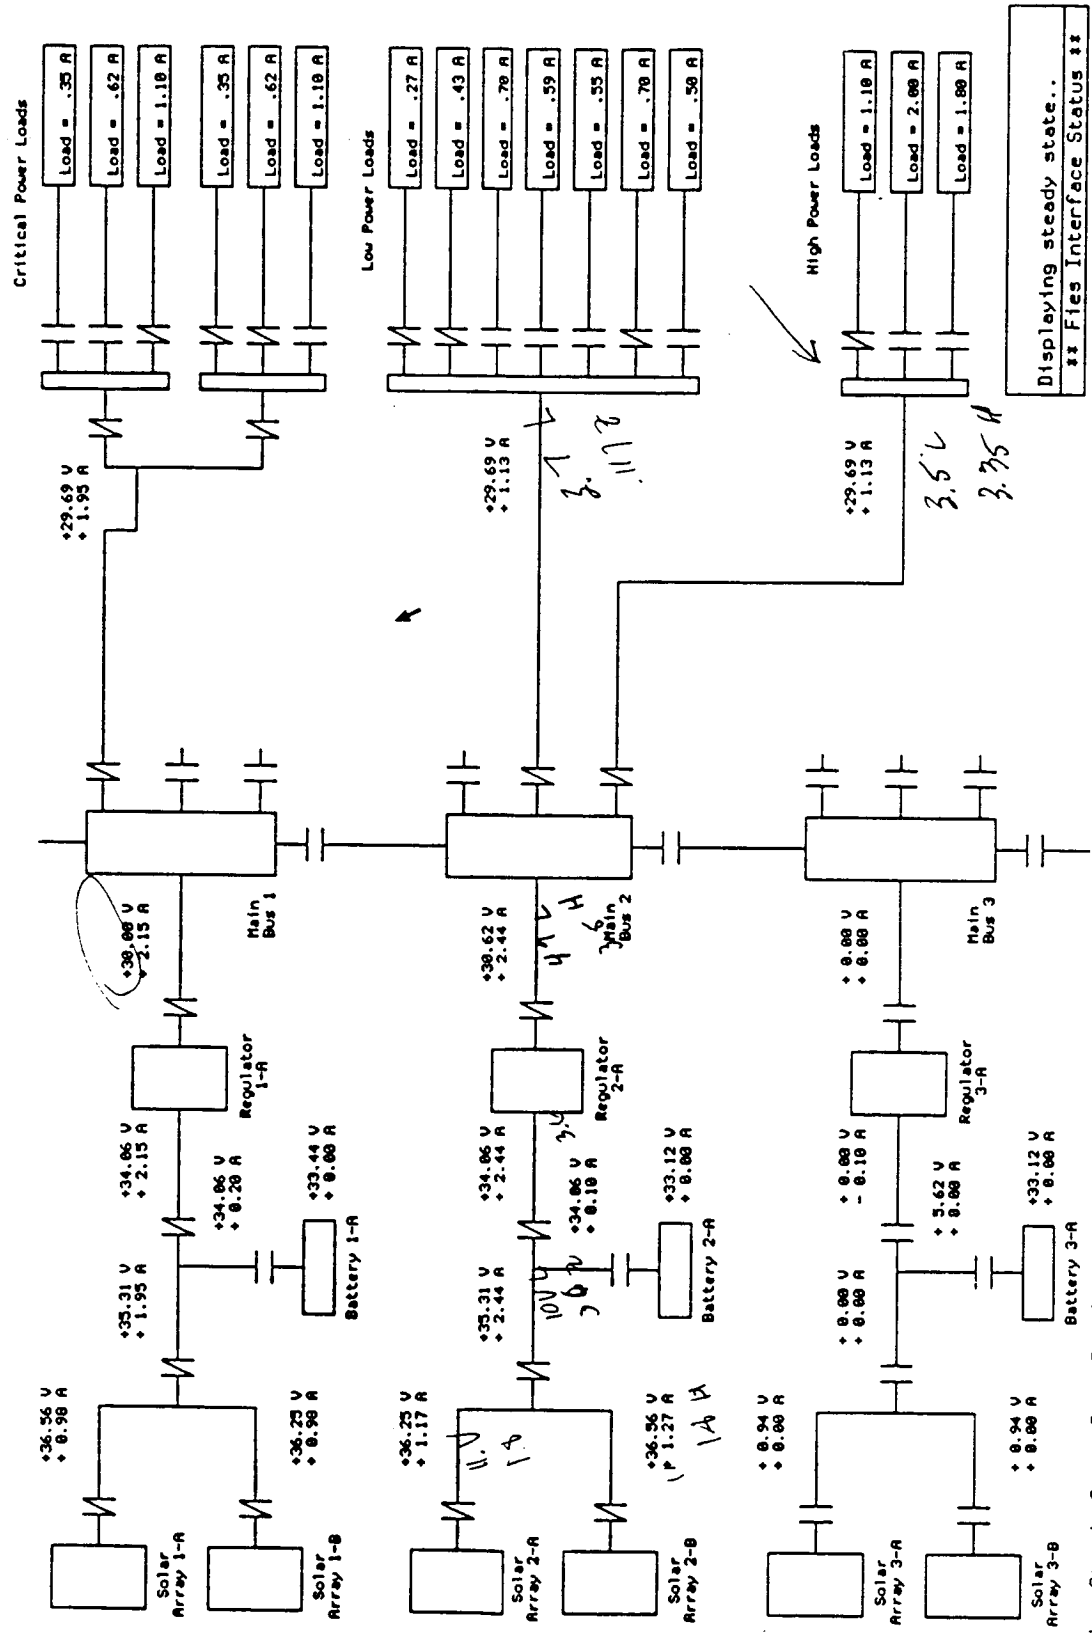 Critical Power Loads
Load = .35 A
Load = .62 A
Load = 1.10 A
Load = .35 A
Load = .62 A
Load = 1.10 A
Low Power Loads
Load = .27 A
Load = .43 A
Load = .70 A
Load = .59 A
Load = .55 A
Load = .70 A
Load = .50 A
High Power Loads
Load = 1.10 A
Load = 2.00 A
Load = 1.80 A
Displaying steady state..
** Fies Interface Status **
+29.69 V
+ 1.95 A
+29.69 V
+ 1.13 A
+29.69 V
+ 1.13 A
3.5 V
3.35 A
+30.00 V
+ 2.15 A
Main
Bus 1
+30.62 V
+ 2.44 A
Main
Bus 2
+ 0.00 V
+ 0.00 A
Main
Bus 3
+34.06 V
+ 2.15 A
Regulator
1-A
+34.06 V
+ 2.44 A
Regulator
2-A
+ 0.00 V
- 0.10 A
Regulator
3-A
+34.06 V
+ 0.20 A
+33.44 V
+ 0.00 A
Battery 1-A
+34.06 V
+ 0.10 A
+33.12 V
+ 0.00 A
Battery 2-A
+ 5.62 V
+ 0.00 A
+33.12 V
+ 0.00 A
Battery 3-A
+35.31 V
+ 1.95 A
+35.31 V
+ 2.44 A
+ 0.00 V
+ 0.00 A
+36.56 V
+ 0.98 A
+36.25 V
+ 0.98 A
+36.25 V
+ 1.17 A
+36.56 V
1.27 A
+ 0.94 V
+ 0.00 A
+ 0.94 V
+ 0.00 A
Solar
Array 1-A
Solar
Array 1-B
Solar
Array 2-A
Solar
Array 2-B
Solar
Array 3-A
Solar
Array 3-B